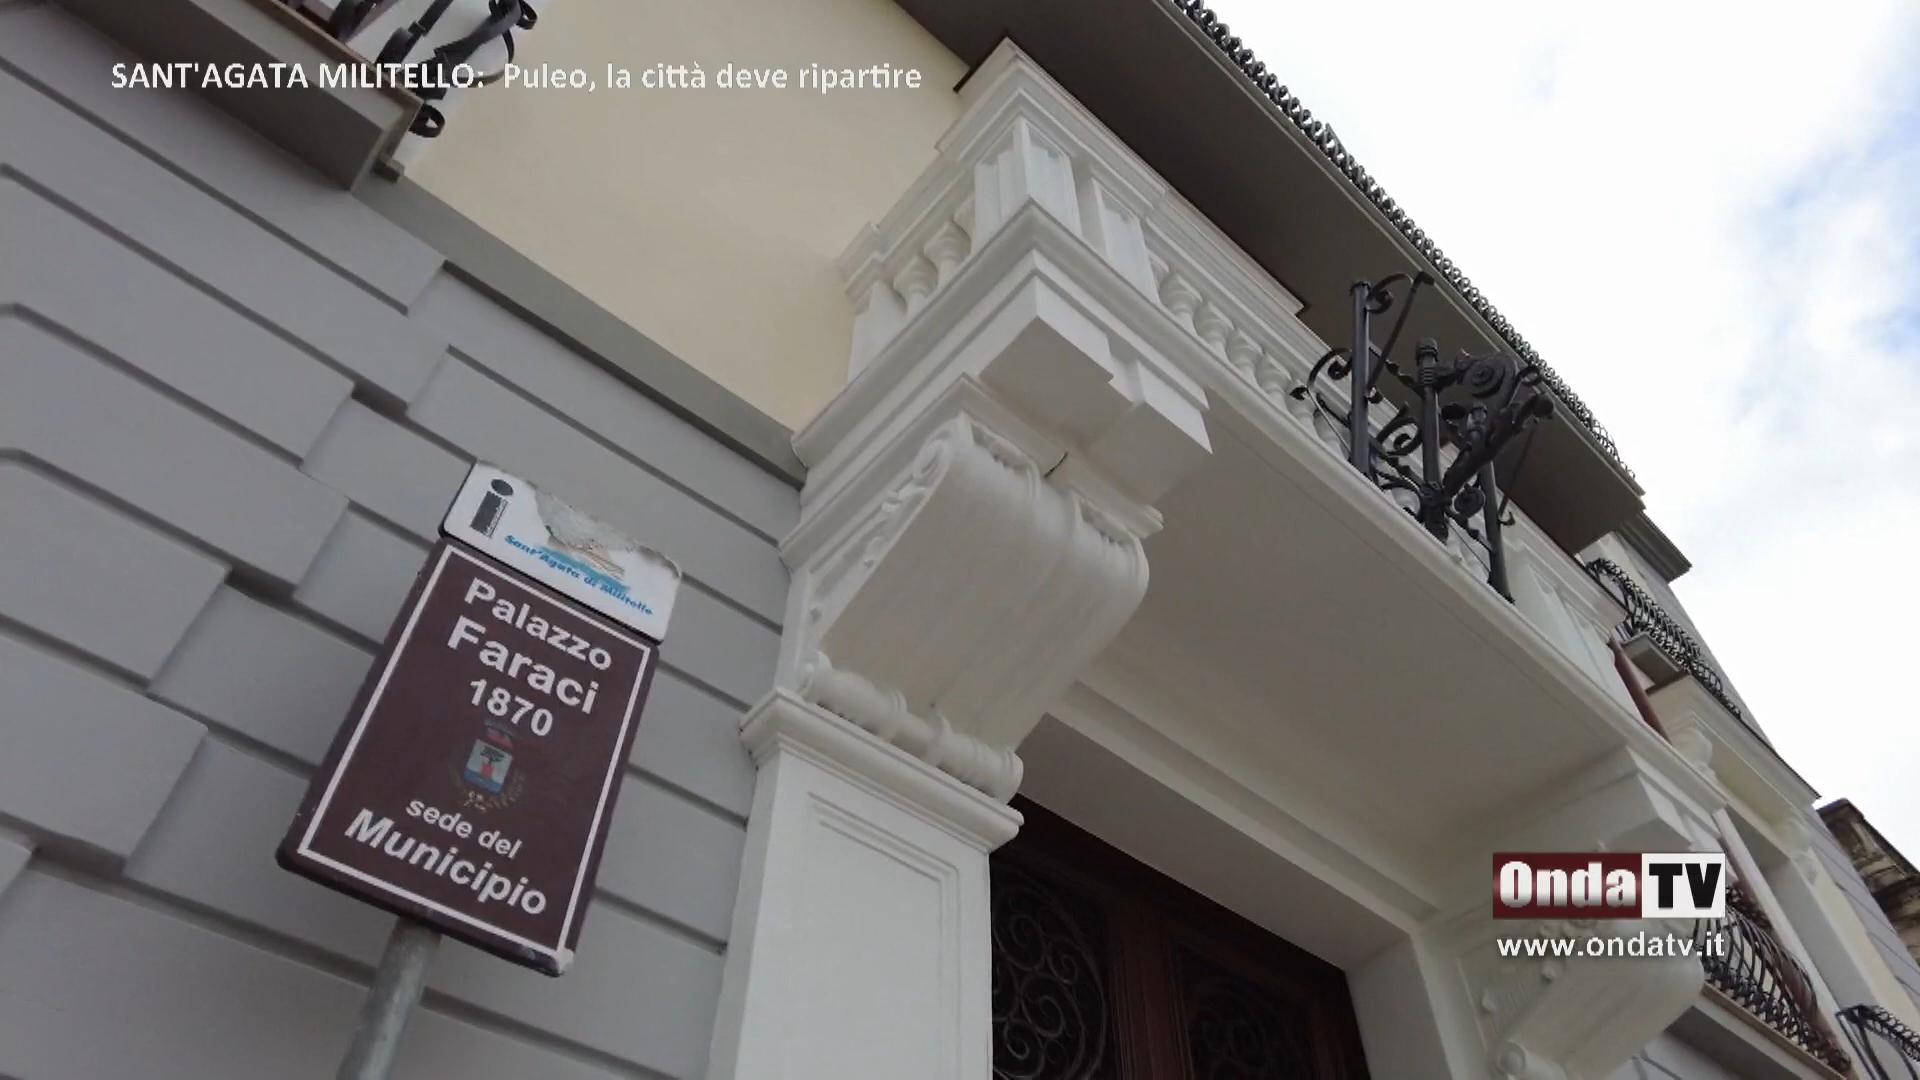 SANT'AGATA MILITELLO: Puleo, la città deve ripartire
i
Sant'Agata di Militello
Palazzo
Faraci
1870
sede del
Municipio
OndaTV
www.ondatv.it